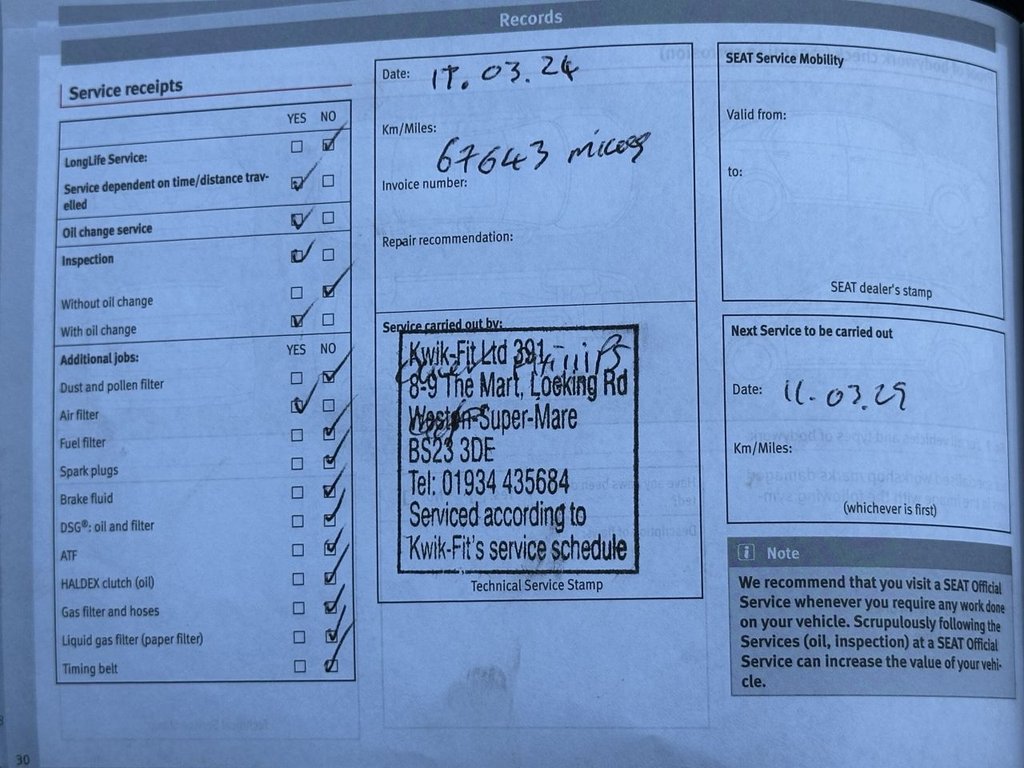 Records
Service receipts
YES NO
LongLife Service:
Service dependent on time/distance trav-
elled
Oil change service
Inspection
Without oil change
With oil change
Additional jobs: YES NO
Dust and pollen filter
Air filter
Fuel filter
Spark plugs
Brake fluid
DSG®: oil and filter
ATF
HALDEX clutch (oil)
Gas filter and hoses
Liquid gas filter (paper filter)
Timing belt
30
Date: 17.03.24
Km/Miles:
67643
Invoice number:
Repair recommendation:
Service carried out by:
Kwik-Fit Ltd 391
8-9 The Mart, Locking Rd
Weston-Super-Mare
BS23 3DE
Tel: 01934 435684
Serviced according to
Kwik-Fit's service schedule
Technical Service Stamp
SEAT Service Mobility
Valid from:
to:
SEAT dealer's stamp
Next Service to be carried out
Date: 11.03.29
Km/Miles:
(whichever is first)
i Note
We recommend that you visit a SEAT Official
Service whenever you require any work done
on your vehicle. Scrupulously following the
Services (oil, inspection) at a SEAT Official
Service can increase the value of your vehi-
cle.